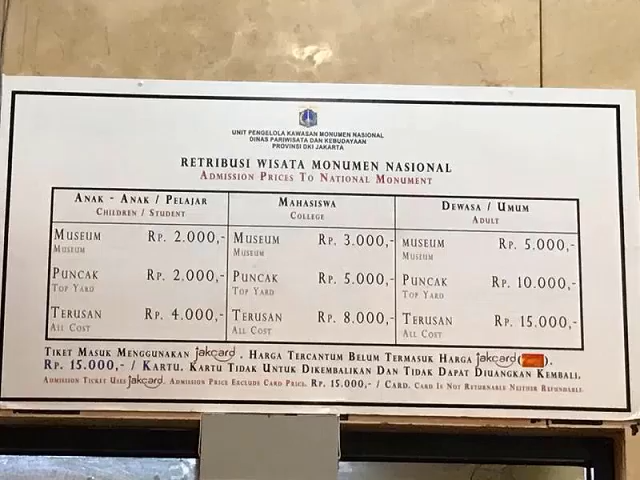 UNIT PENGELOLA KAWASAN MONUMEN NASIONAL
DINAS PARIWISATA DAN KEBUDAYAAN
PROVINSI DKI JAKARTA
RETRIBUSI WISATA MONUMEN NASIONAL
ADMISSION PRICES TO NATIONAL MONUMENT
ANAK - ANAK / PELAJAR
CHILDREN / STUDENT
MAHASISWA
COLLEGE
DEWASA / UMUM
ADULT
MUSEUM RP. 2.000,- MUSEUM RP. 3.000,- MUSEUM RP. 5.000,-
MUSEUM MUSEUM MUSEUM
PUNCAK RP. 2.000,- PUNCAK RP. 5.000,- PUNCAK RP. 10.000,-
TOP YARD TOP YARD TOP YARD
TERUSAN RP. 4.000,- TERUSAN RP. 8.000,- TERUSAN RP. 15.000,-
ALL COST ALL COST ALL COST
TIKET MASUK MENGGUNAKAN jakcard . HARGA TERCANTUM BELUM TERMASUK HARGA jakcard ( ).
RP. 15.000,- / KARTU. KARTU TIDAK UNTUK DIKEMBALIKAN DAN TIDAK DAPAT DIUANGKAN KEMBALI.
ADMISSION TICKET USES jakcard. ADMISSION PRICE EXCLUDE CARD PRICE. RP. 15.000,- / CARD. CARD IS NOT RETURNABLE NEITHER REFUNDABLE.